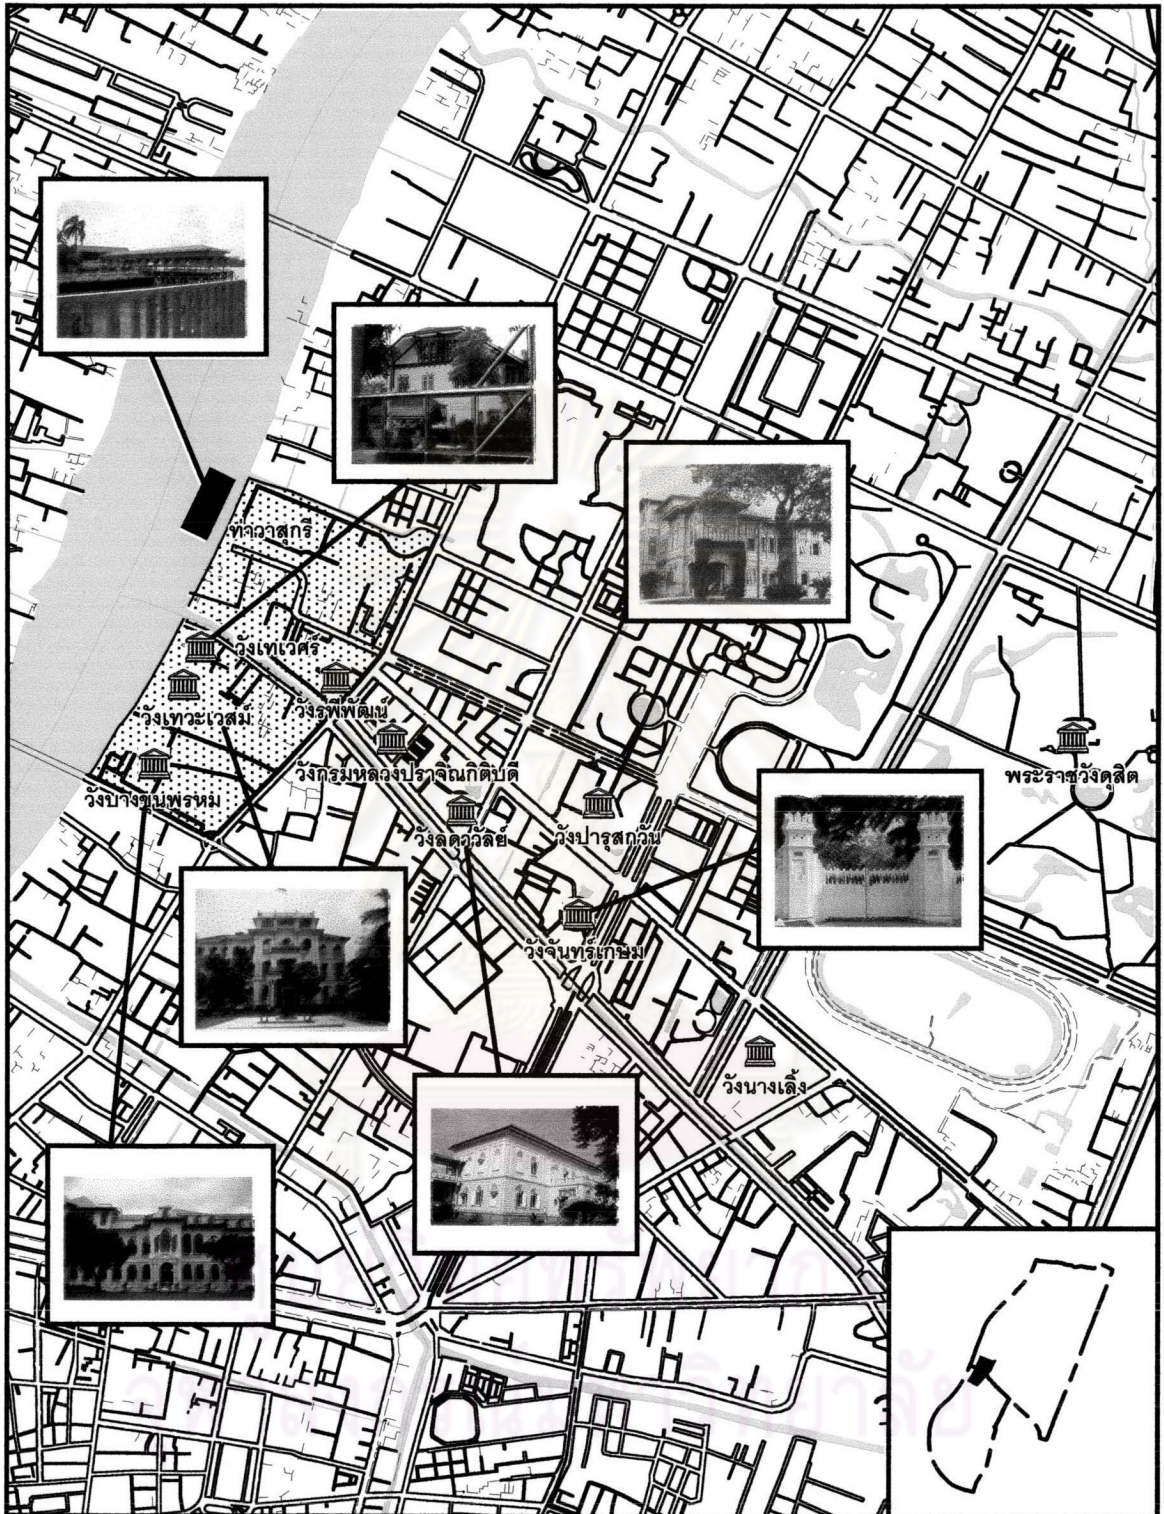 ท่าวาสุกรี
วังเทเวศร์
วังเทวะเวสม์
วังรพีพัฒน์
วังกรมหลวงปราจิณกิติบดี
วังบางขุนพรหม
วังลดาวัลย์
วังปารุสกวัน
พระราชวังดุสิต
วังจันทร์เกษม
วังนางเลิ้ง